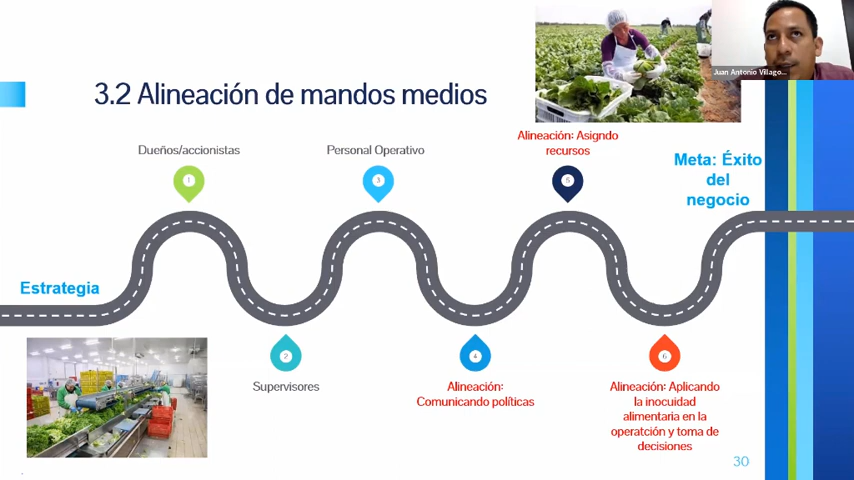 Juan Antonio Villago...
3.2 Alineación de mandos medios
Dueños/accionistas
Personal Operativo
Alineación: Asigndo
recursos
Meta: Éxito
del
negocio
1
3
5
Estrategia
2
4
6
Supervisores
Alineación:
Comunicando políticas
Alineación: Aplicando
la inocuidad
alimentaria en la
operatción y toma de
decisiones
30